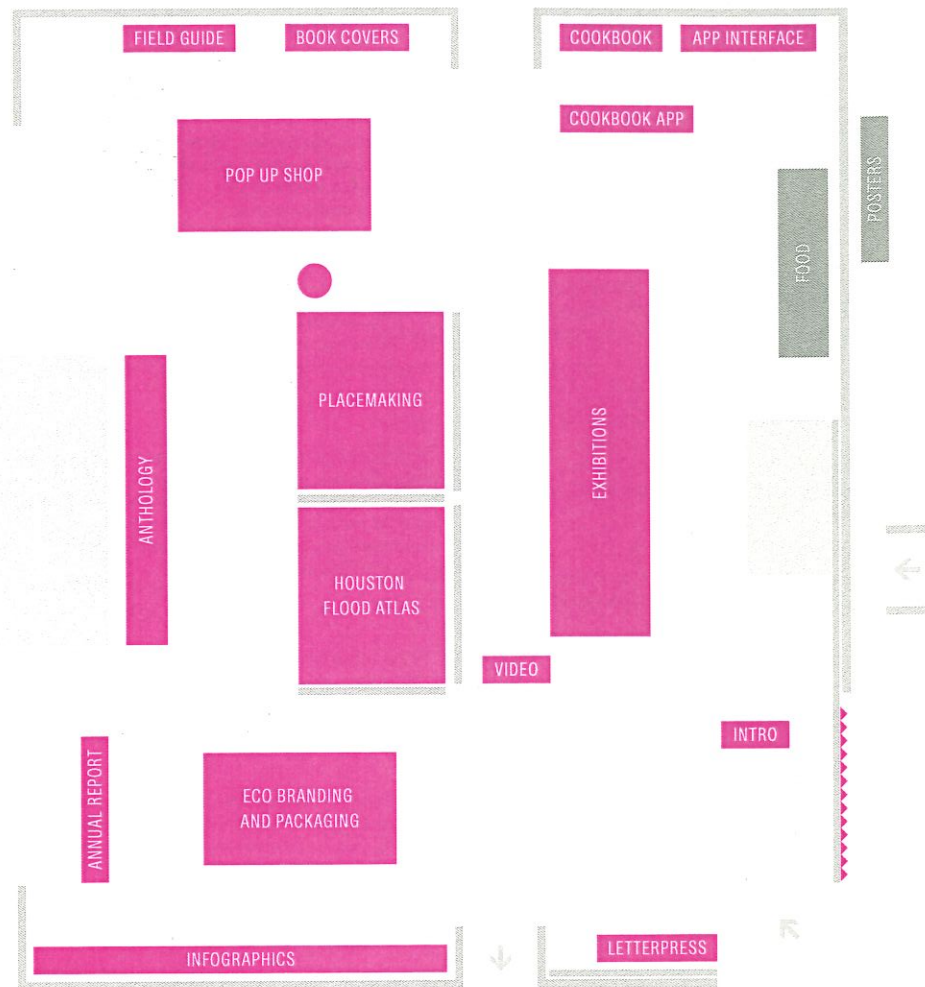 FIELD GUIDE
BOOK COVERS
COOKBOOK
APP INTERFACE
COOKBOOK APP
POP UP SHOP
POSTERS
FOOD
PLACEMAKING
EXHIBITIONS
ANTHOLOGY
HOUSTON
FLOOD ATLAS
VIDEO
INTRO
ANNUAL REPORT
ECO BRANDING
AND PACKAGING
INFOGRAPHICS
LETTERPRESS